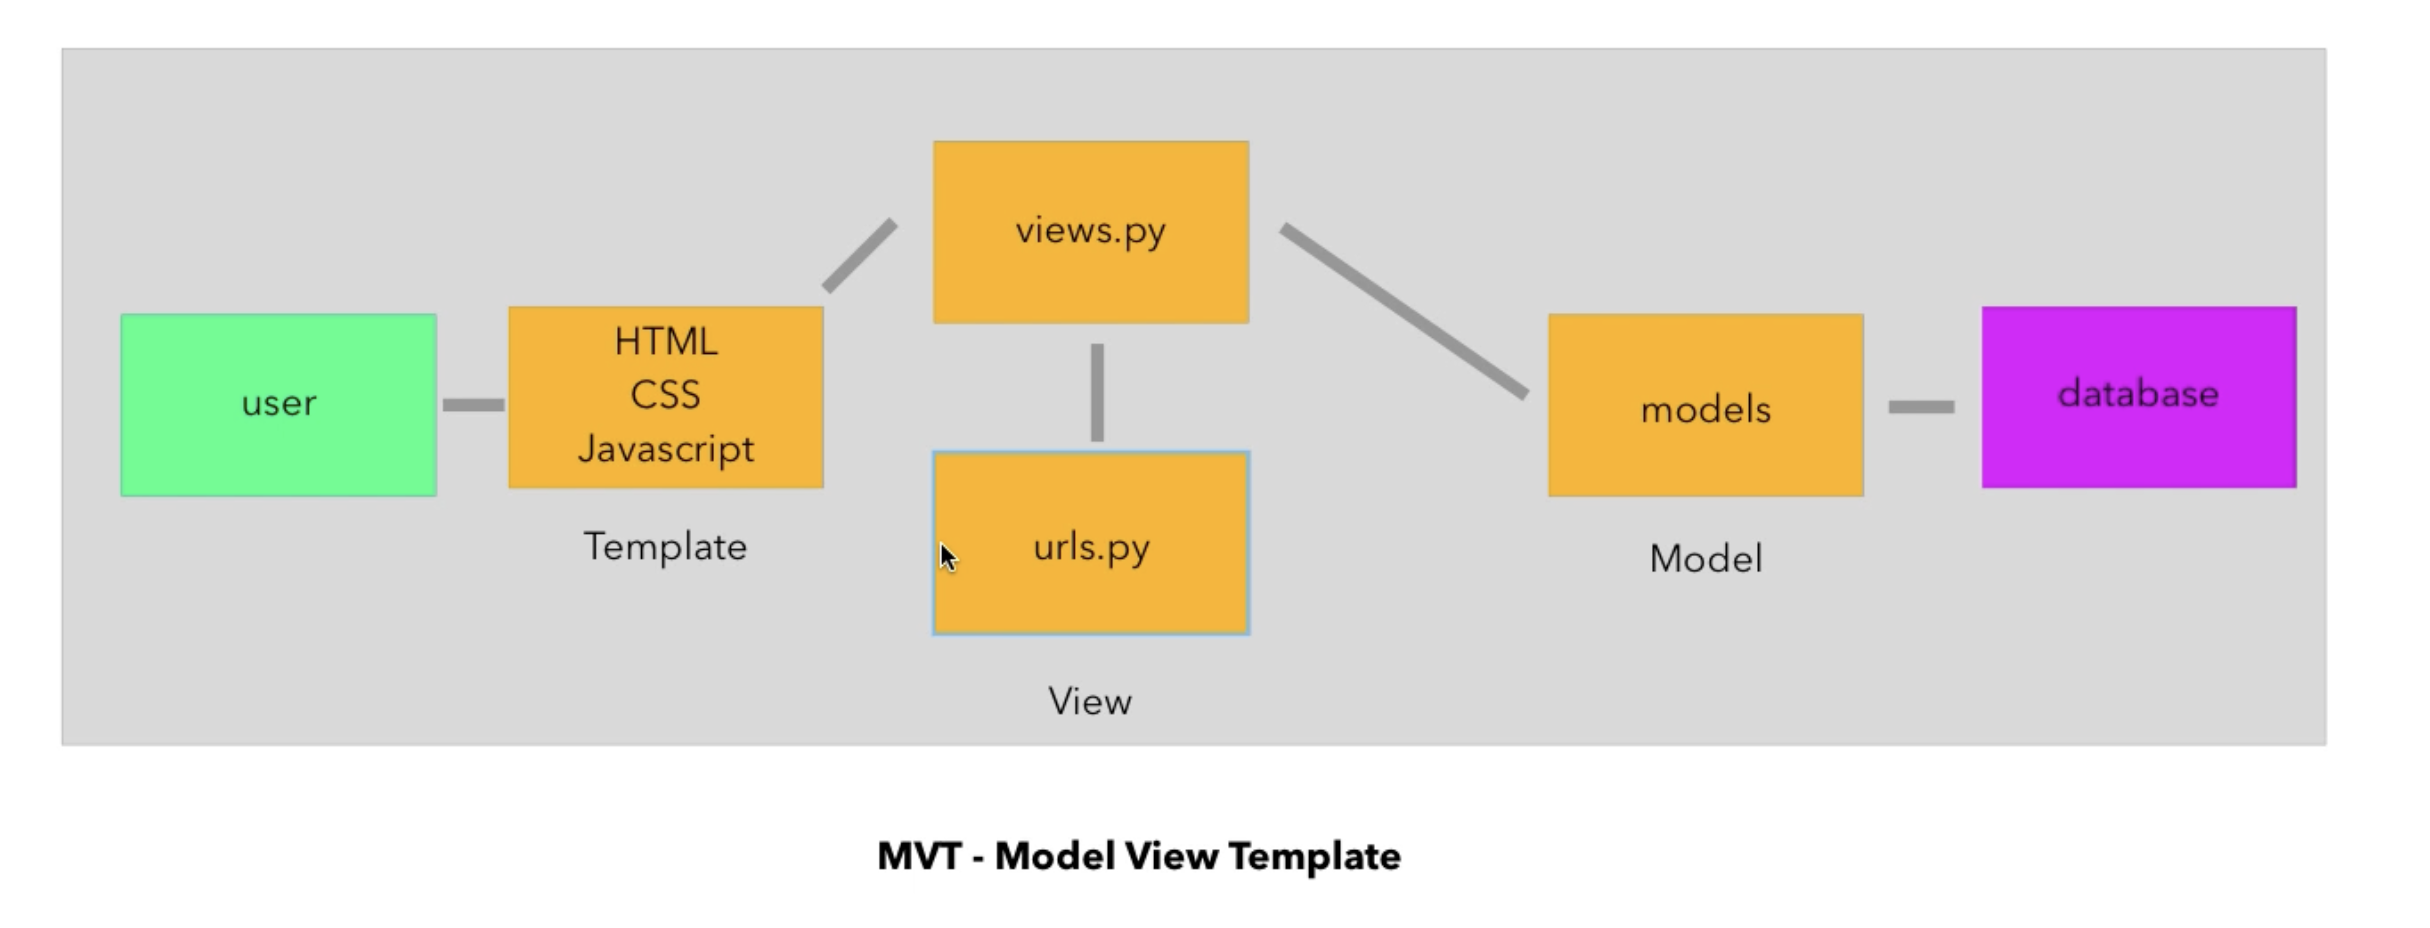 user
HTML
CSS
Javascript
Template
views.py
urls.py
View
models
Model
database
MVT - Model View Template